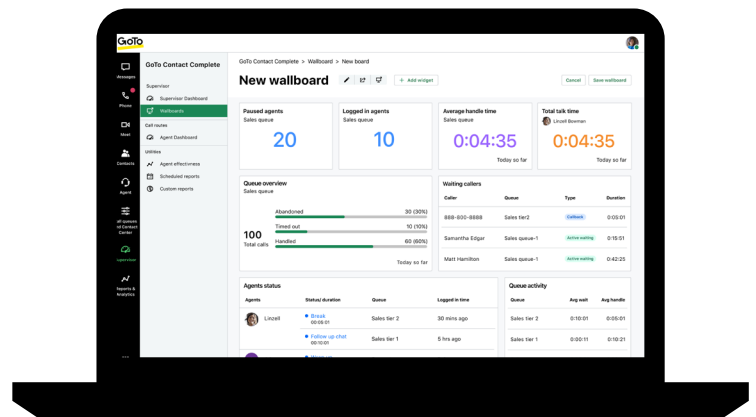 GoTo
Messages
Phone
Meet
Contacts
Agent
Center
Reports &
Analytics
GoTo Contact Complete
Supervisor
Supervisor Dashboard
Wallboards
Call routes
Agent Dashboard
Utilities
Agent effectivness
Scheduled reports
Custom reports
GoTo Contact Complete > Wallboard > New board
New wallboard
+ Add widget
Cancel
Save wallboard
Paused agents
Sales queue
20
Logged in agents
Sales queue
10
Average handle time
Sales queue
0:04:35
Today so far
Total talk time
Linzell Bowman
0:04:35
Today so far
Queue overview
Sales queue
100
Total calls
Abandoned 30 (30%)
Timed out 10 (10%)
Handled 60 (60%)
Today so far
Waiting callers
Caller Queue Type Duration
888-800-8888 Sales tier2 Callback 0:05:01
Samantha Edgar Sales queue-1 Active waiting 0:15:51
Matt Hamilton Sales queue-1 Active waiting 0:42:25
Agents status
Agents Status/ duration Queue Logged in time
Linzell Break Sales tier 2 30 mins ago
00:09:01
Follow up chat Sales tier 1 5 hrs ago
00:10:01
Queue activity
Queue Avg wait Avg handle
Sales tier 2 0:10:01 0:05:01
Sales tier 1 0:00:11 0:10:21